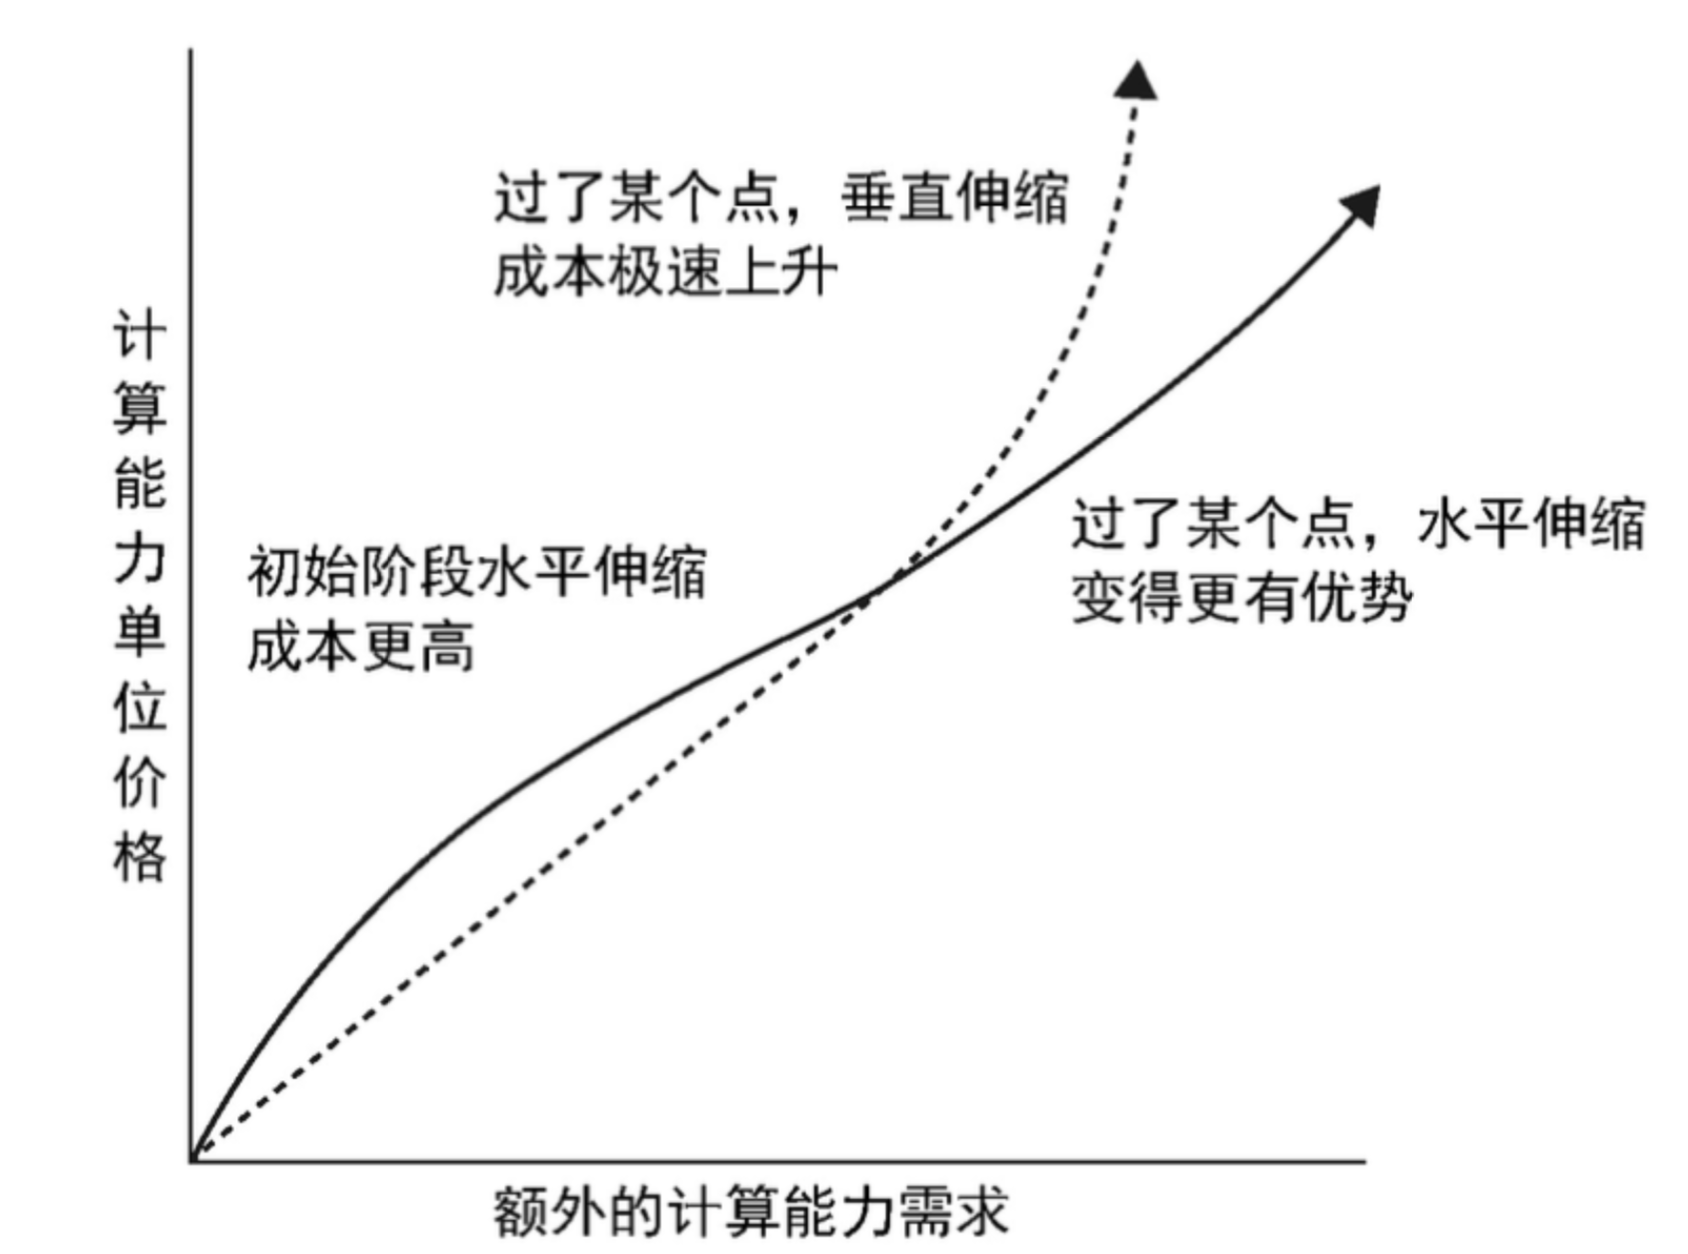 过了某个点，垂直伸缩
成本极速上升
计算能力单位价格
初始阶段水平伸缩
成本更高
过了某个点，水平伸缩
变得更有优势
额外的计算能力需求